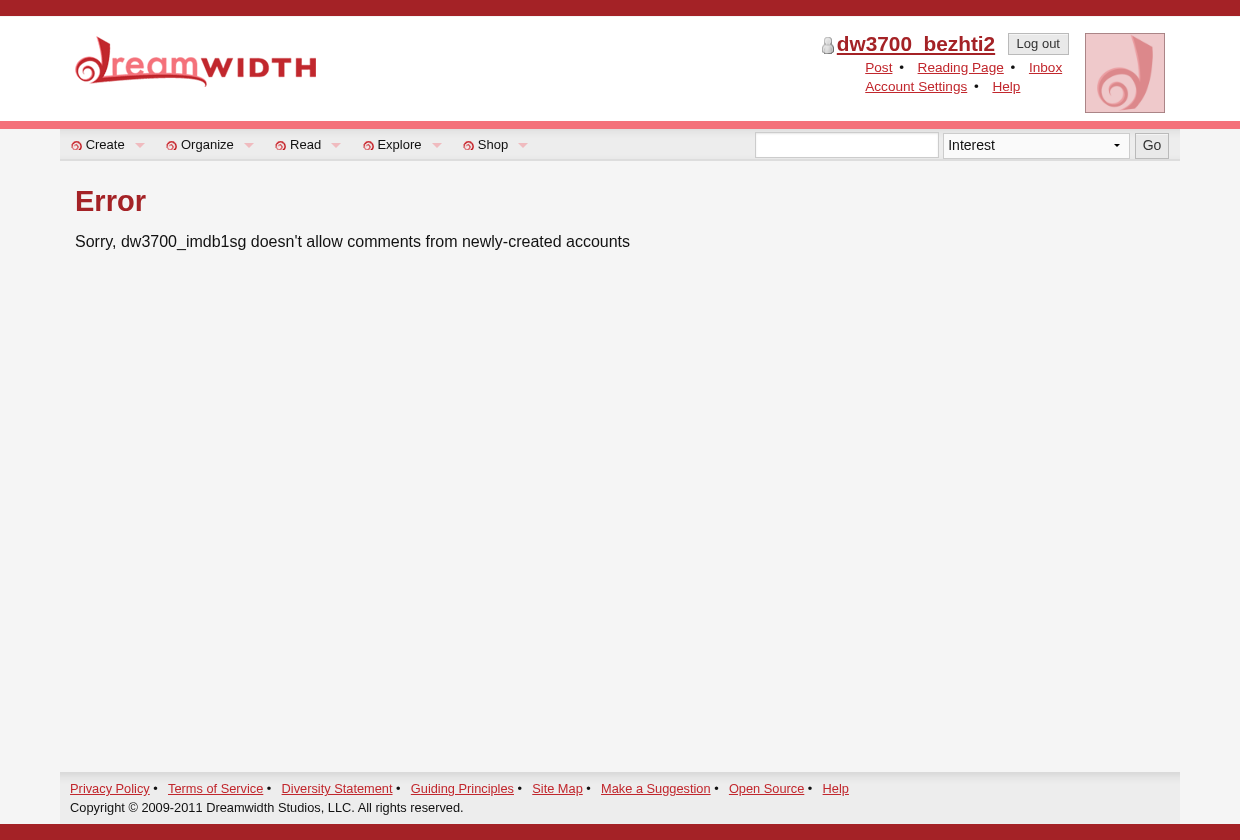 dreamWIDTH
dw3700_bezhti2 Log out
Post • Reading Page • Inbox
Account Settings • Help
Create Organize Read Explore Shop Interest Go
Error
Sorry, dw3700_imdb1sg doesn't allow comments from newly-created accounts
Privacy Policy • Terms of Service • Diversity Statement • Guiding Principles • Site Map • Make a Suggestion • Open Source • Help
Copyright © 2009-2011 Dreamwidth Studios, LLC. All rights reserved.